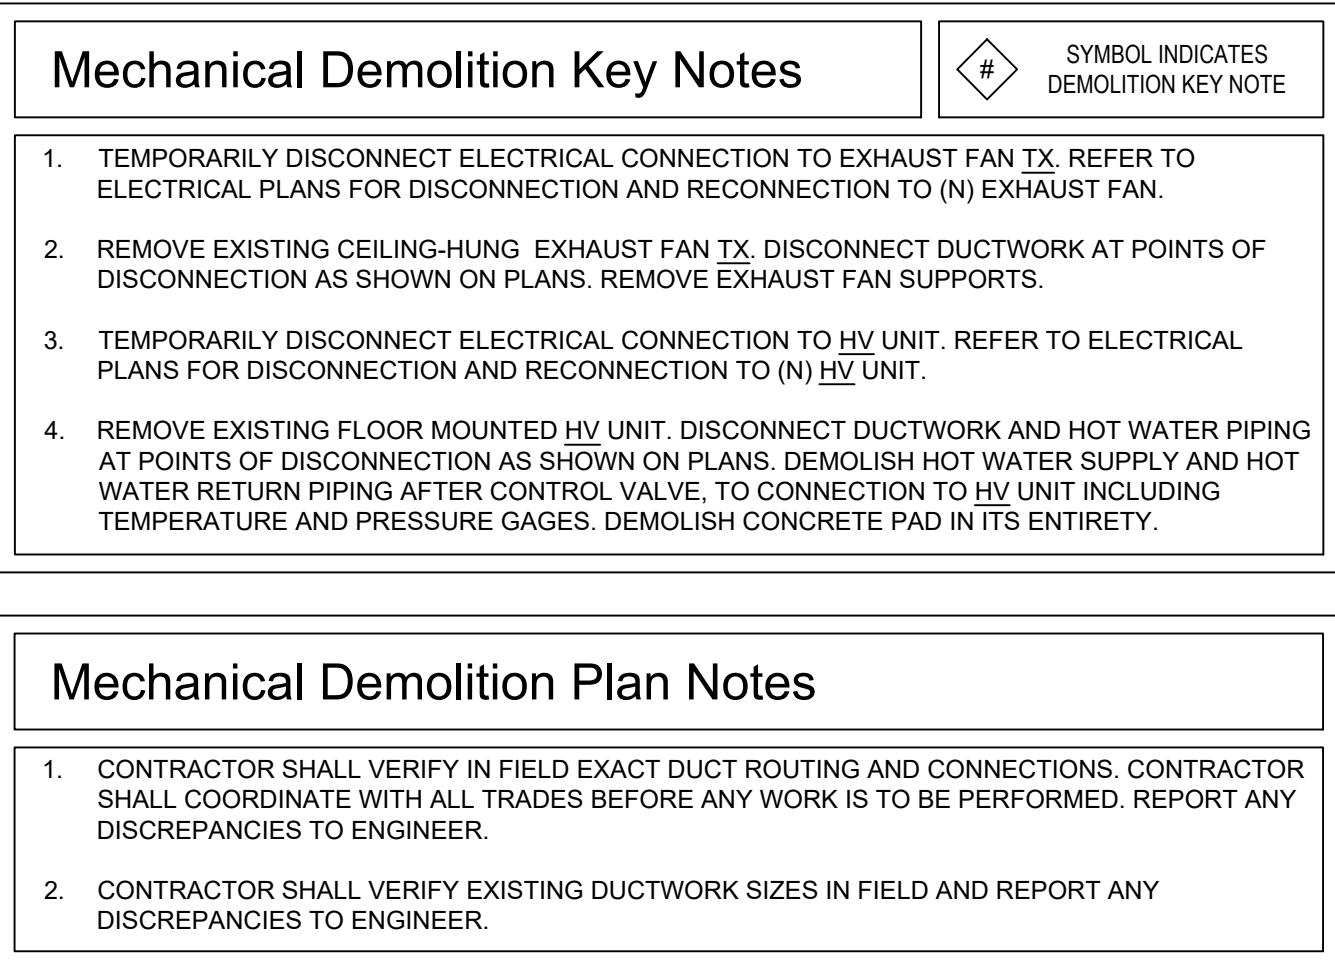 Mechanical Demolition Key Notes
#
SYMBOL INDICATES
DEMOLITION KEY NOTE
1. TEMPORARILY DISCONNECT ELECTRICAL CONNECTION TO EXHAUST FAN TX. REFER TO
ELECTRICAL PLANS FOR DISCONNECTION AND RECONNECTION TO (N) EXHAUST FAN.
2. REMOVE EXISTING CEILING-HUNG EXHAUST FAN TX. DISCONNECT DUCTWORK AT POINTS OF
DISCONNECTION AS SHOWN ON PLANS. REMOVE EXHAUST FAN SUPPORTS.
3. TEMPORARILY DISCONNECT ELECTRICAL CONNECTION TO HV UNIT. REFER TO ELECTRICAL
PLANS FOR DISCONNECTION AND RECONNECTION TO (N) HV UNIT.
4. REMOVE EXISTING FLOOR MOUNTED HV UNIT. DISCONNECT DUCTWORK AND HOT WATER PIPING
AT POINTS OF DISCONNECTION AS SHOWN ON PLANS. DEMOLISH HOT WATER SUPPLY AND HOT
WATER RETURN PIPING AFTER CONTROL VALVE, TO CONNECTION TO HV UNIT INCLUDING
TEMPERATURE AND PRESSURE GAGES. DEMOLISH CONCRETE PAD IN ITS ENTIRETY.
Mechanical Demolition Plan Notes
1. CONTRACTOR SHALL VERIFY IN FIELD EXACT DUCT ROUTING AND CONNECTIONS. CONTRACTOR
SHALL COORDINATE WITH ALL TRADES BEFORE ANY WORK IS TO BE PERFORMED. REPORT ANY
DISCREPANCIES TO ENGINEER.
2. CONTRACTOR SHALL VERIFY EXISTING DUCTWORK SIZES IN FIELD AND REPORT ANY
DISCREPANCIES TO ENGINEER.